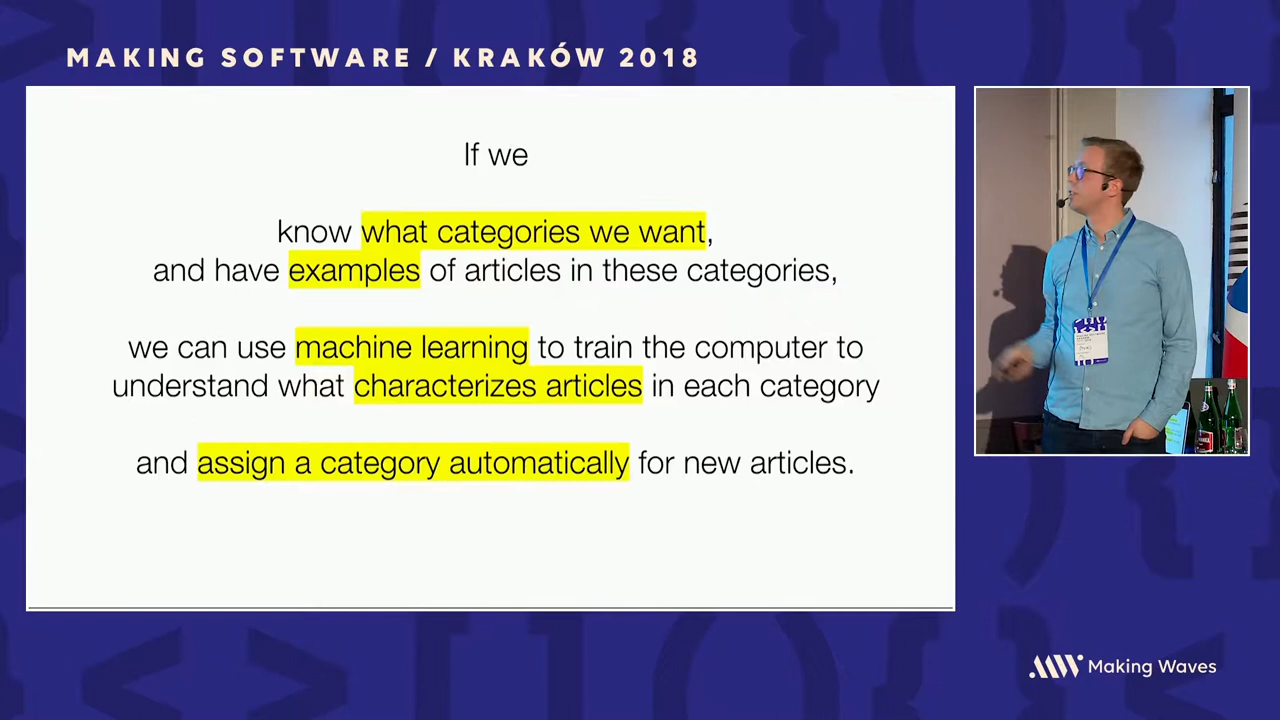 MAKING SOFTWARE / KRAKÓW 2018
If we
know what categories we want,
and have examples of articles in these categories,
we can use machine learning to train the computer to
understand what characterizes articles in each category
and assign a category automatically for new articles.
Making Waves